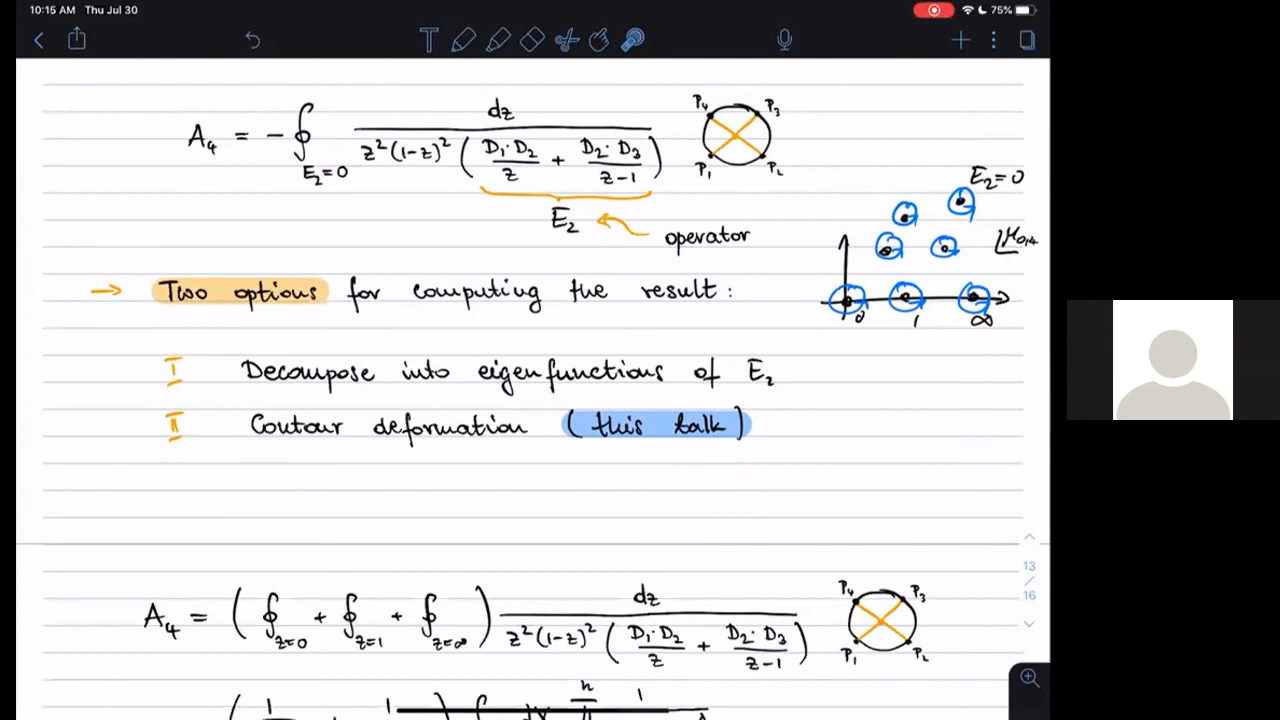 10:15 AM Thu Jul 30
75%
A₄ = − ∮_{E₂=0} dz / ( z²(1−z)² ( D₁·D₂/z + D₂·D₃/(z−1) ) )
P₄ P₃
P₁ P₂
E₂ ← operator
E₂=0
M₀,₄
0 1 ∞
→ Two options for computing the result:
I Decompose into eigenfunctions of E₂
II Contour deformation (this talk)
13
/
16
A₄ = ( ∮_{z=0} + ∮_{z=1} + ∮_{z=∞} ) dz / ( z²(1−z)² ( D₁·D₂/z + D₂·D₃/(z−1) ) )
P₄ P₃
P₁ P₂